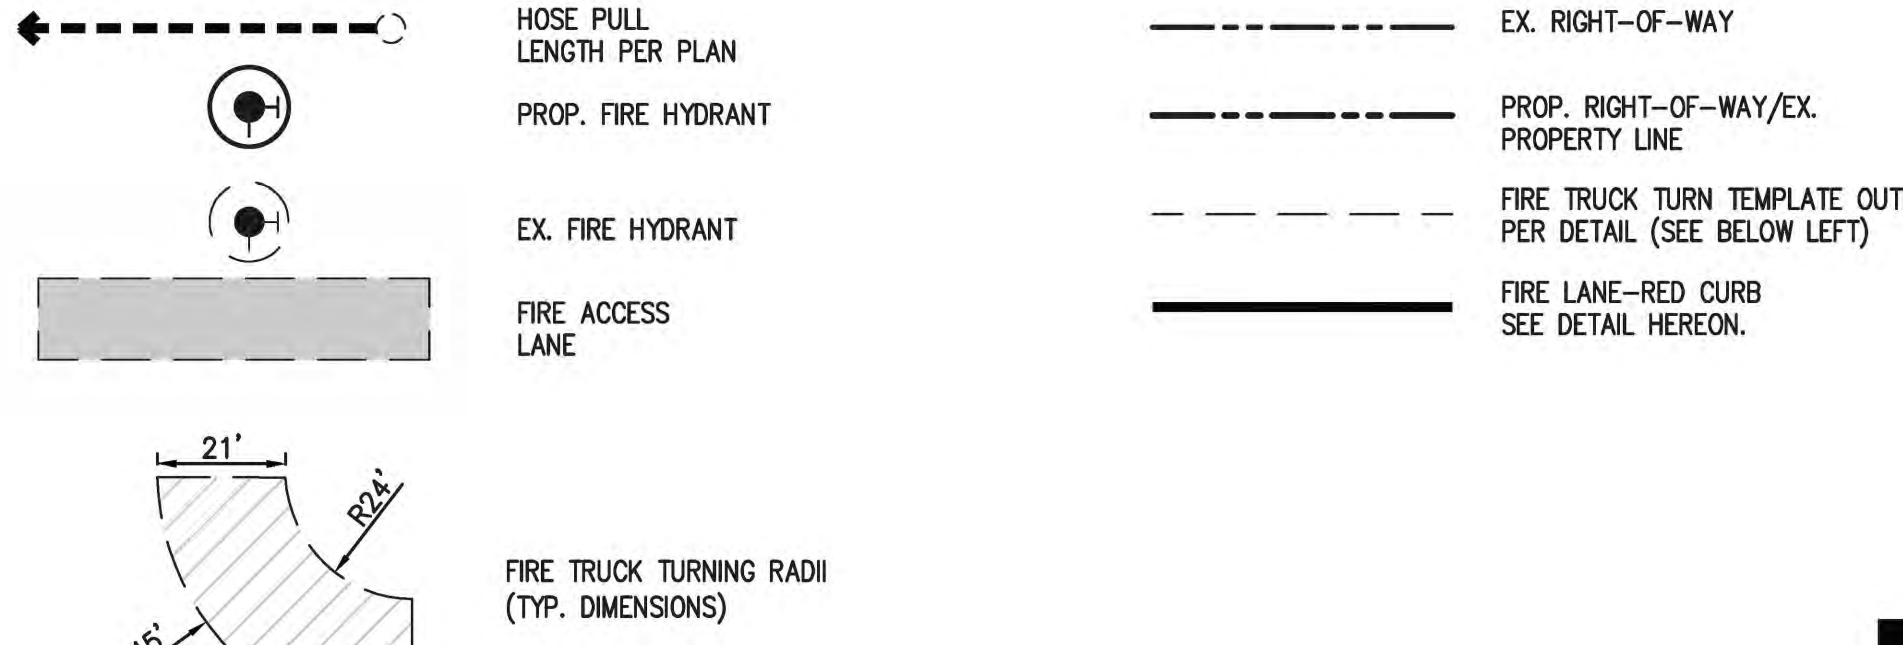 HOSE PULL
LENGTH PER PLAN
PROP. FIRE HYDRANT
EX. FIRE HYDRANT
FIRE ACCESS
LANE
21'
R24'
FIRE TRUCK TURNING RADII
(TYP. DIMENSIONS)
EX. RIGHT-OF-WAY
PROP. RIGHT-OF-WAY/EX.
PROPERTY LINE
FIRE TRUCK TURN TEMPLATE OUT
PER DETAIL (SEE BELOW LEFT)
FIRE LANE-RED CURB
SEE DETAIL HEREON.